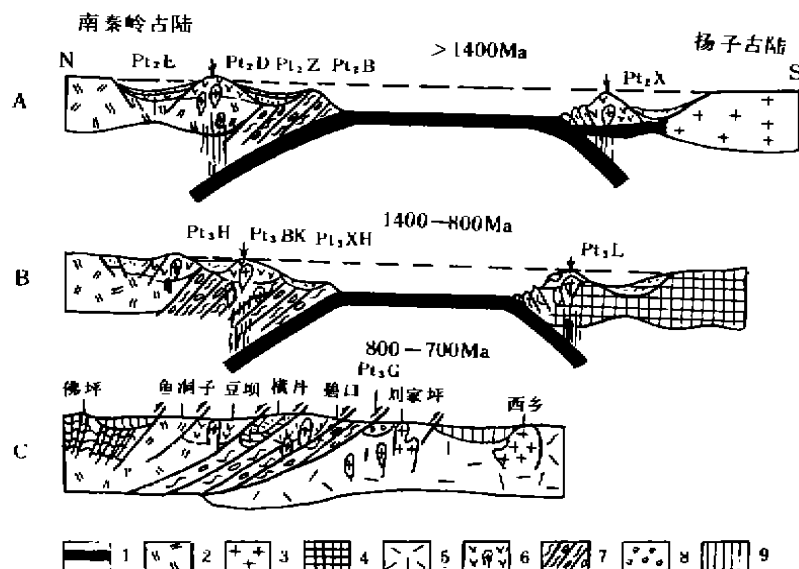 南秦岭古陆
>1400Ma
扬子古陆
N
Pt₂E Pt₂D Pt₂Z Pt₂B
Pt₂X
S
A
1400—800Ma
Pt₃H Pt₃BK Pt₃XH
Pt₃L
B
800—700Ma
Pt₃G
佛坪 鱼洞子 豆坝 横丹 碧口 刘家坪 西乡
C
1 2 3 4 5 6 7 8 9